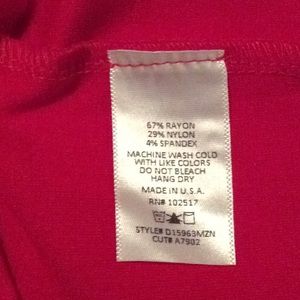 67% RAYON
29% NYLON
4% SPANDEX
MACHINE WASH COLD
WITH LIKE COLORS
DO NOT BLEACH
HANG DRY
MADE IN U.S.A.
RN# 102517
STYLE# D15963MZN
CUT# A7902